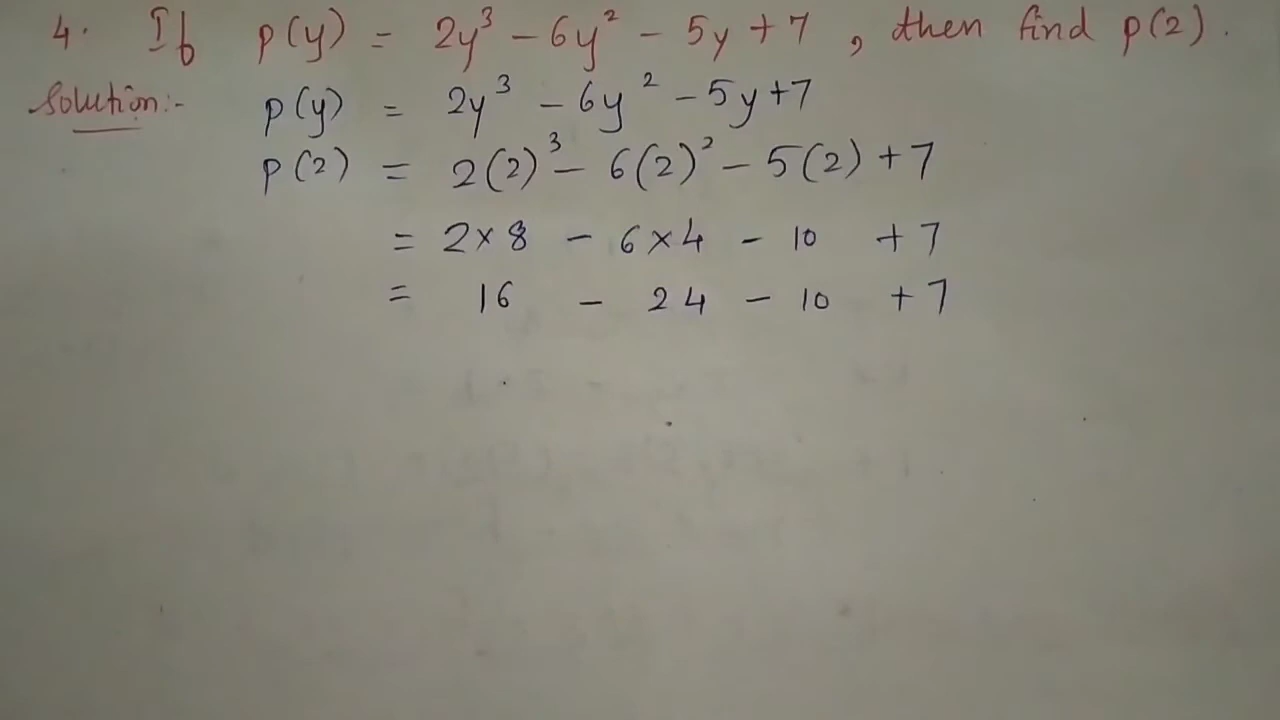 4. If p(y) = 2y³ - 6y² - 5y + 7, then find p(2).
Solution:- p(y) = 2y³ - 6y² - 5y + 7
p(2) = 2(2)³ - 6(2)² - 5(2) + 7
= 2×8 - 6×4 - 10 + 7
= 16 - 24 - 10 + 7